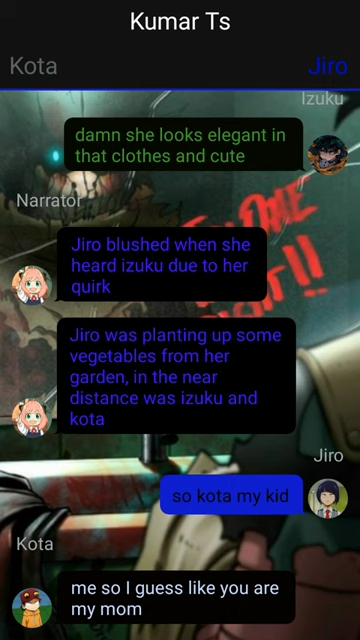 Kumar Ts
Kota
Jiro
Izuku
damn she looks elegant in
that clothes and cute
Narrator
Jiro blushed when she
heard izuku due to her
quirk
Jiro was planting up some
vegetables from her
garden, in the near
distance was izuku and
kota
Jiro
so kota my kid
Kota
me so I guess like you are
my mom